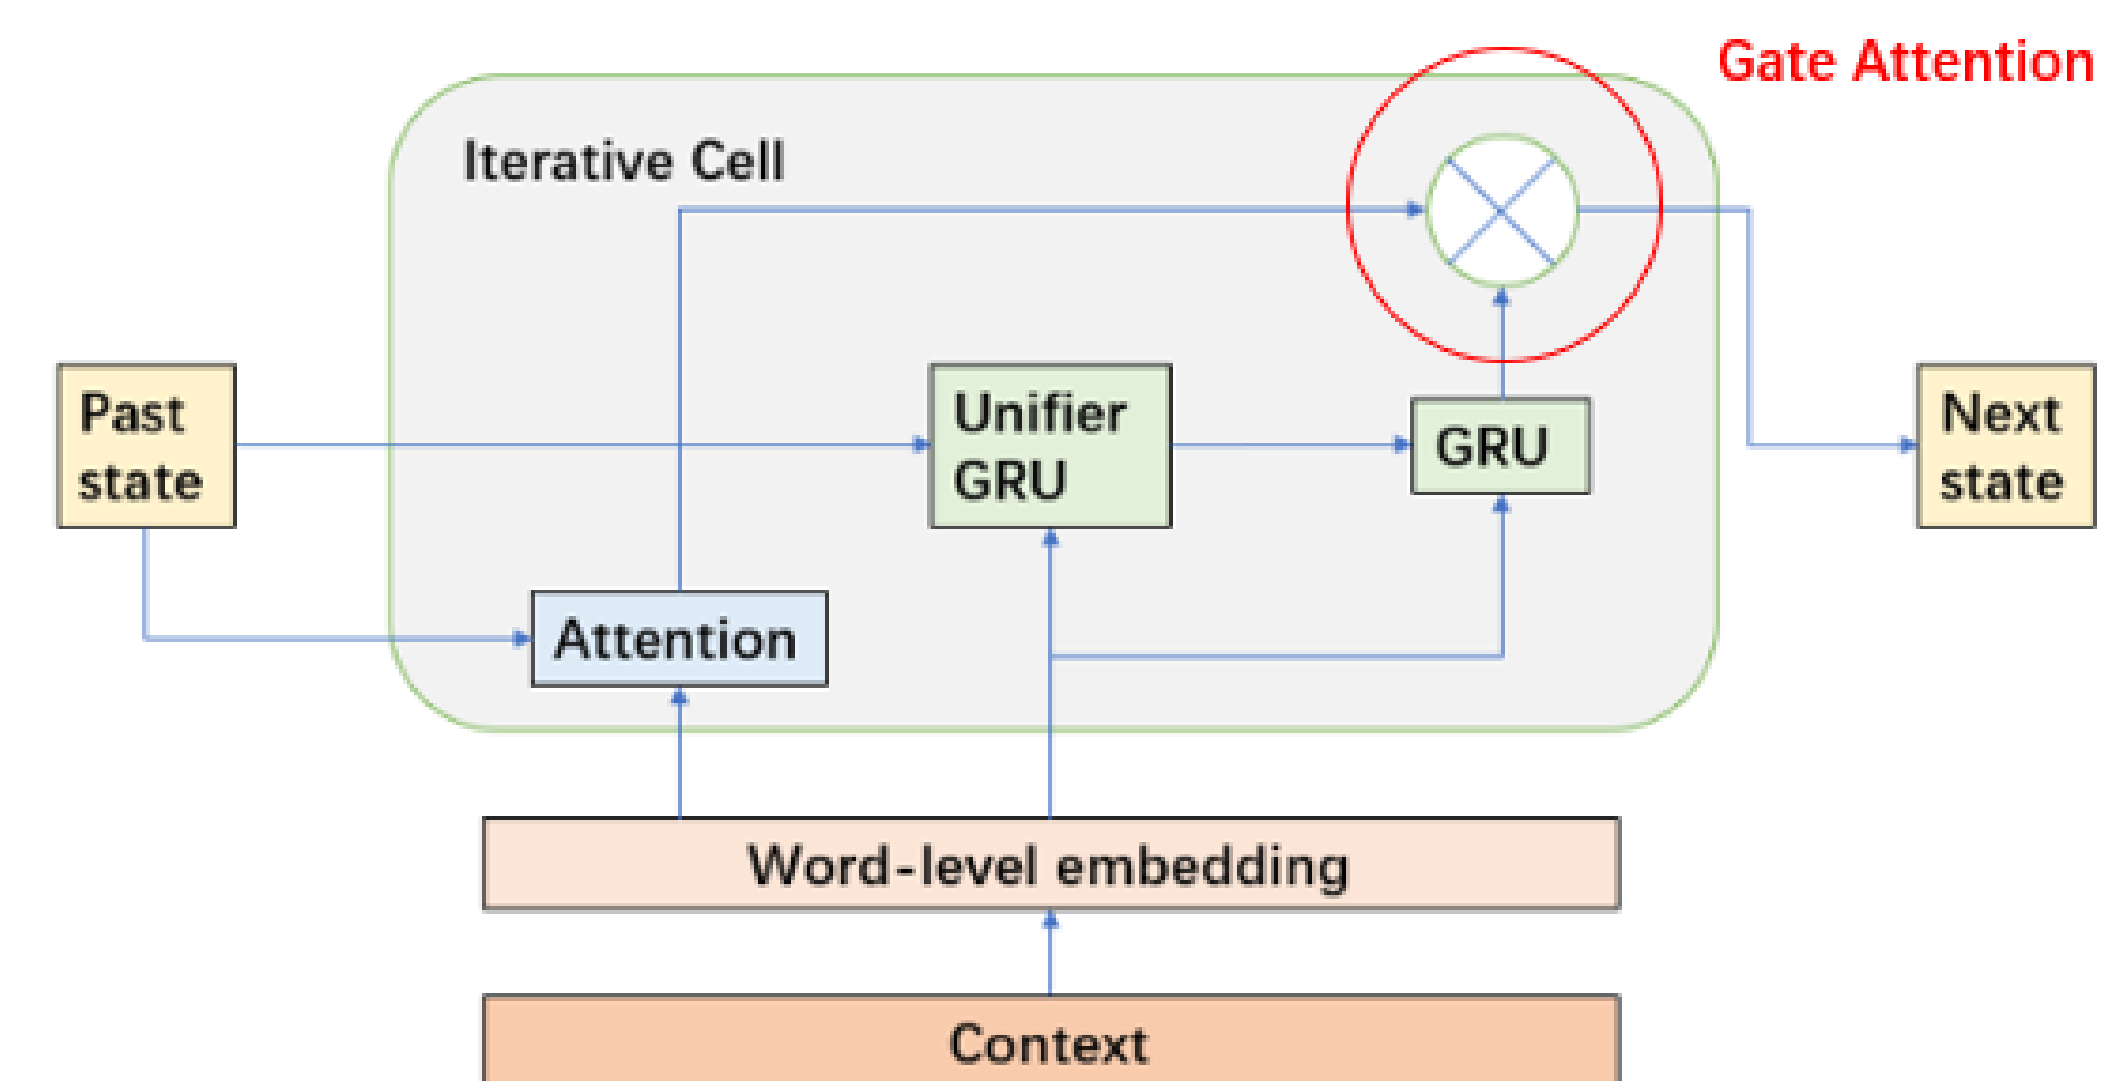 Gate Attention
Iterative Cell
Past
state
Unifier
GRU
GRU
Next
state
Attention
Word-level embedding
Context